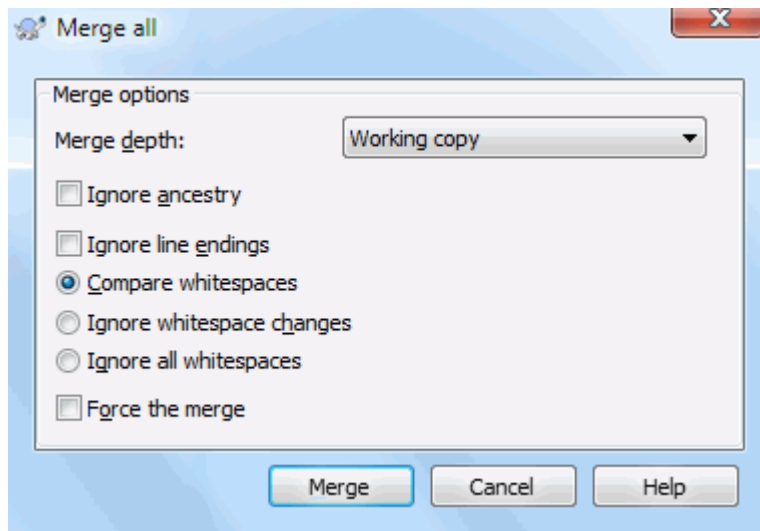 Merge all
Merge options
Merge depth: Working copy
Ignore ancestry
Ignore line endings
Compare whitespaces
Ignore whitespace changes
Ignore all whitespaces
Force the merge
Merge Cancel Help